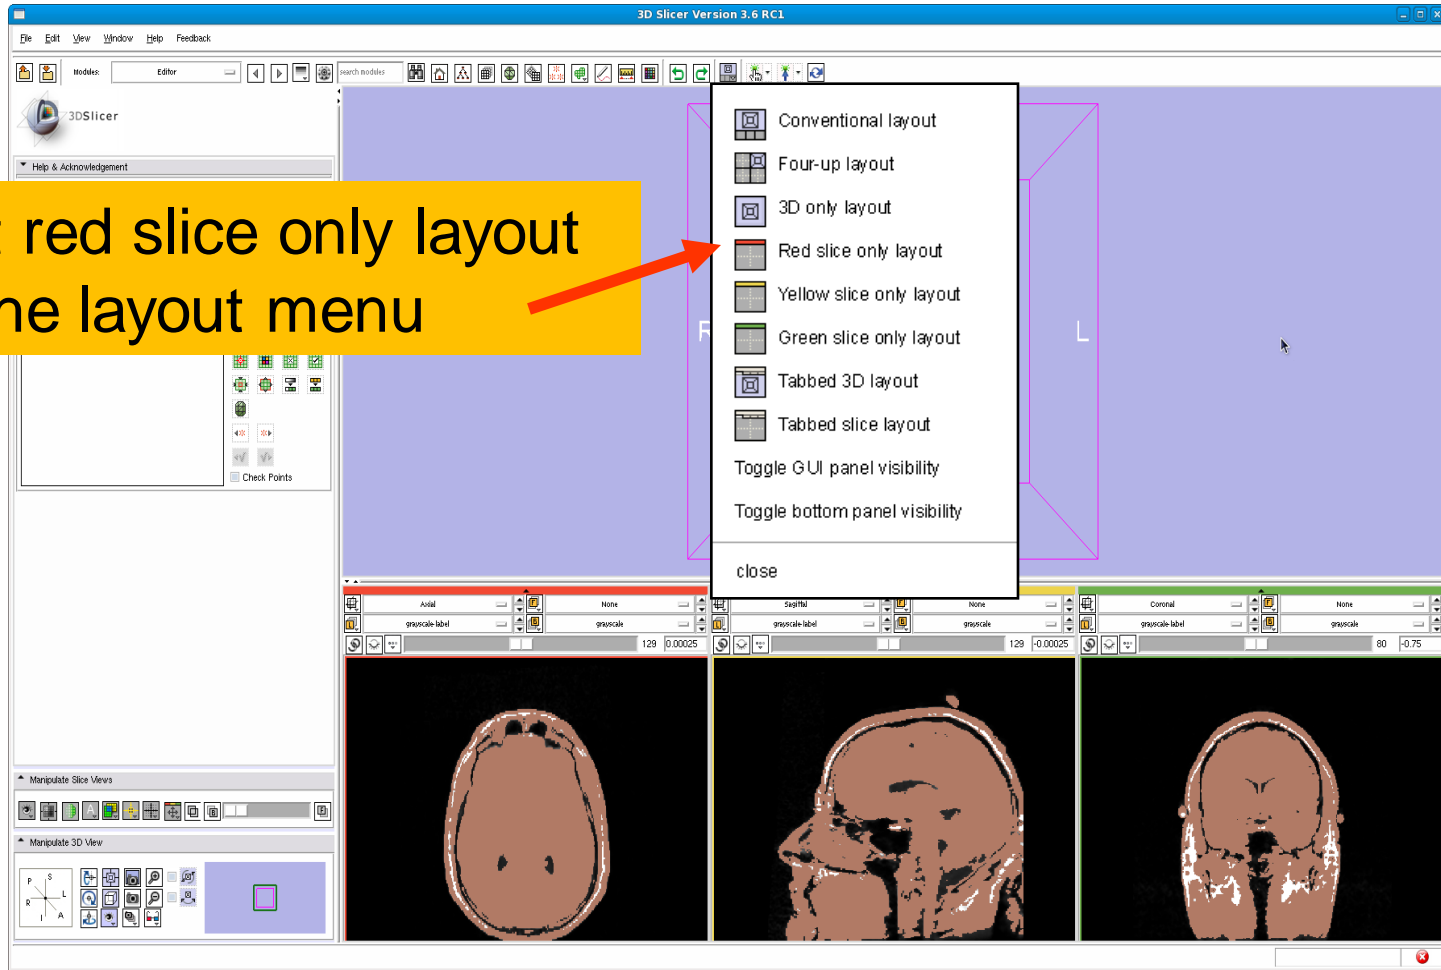 3D Slicer Version 3.6 RC1
File Edit View Window Help Feedback
Modules: Editor search modules
3DSlicer
Help & Acknowledgement
red slice only layout
layout menu
Conventional layout
Four-up layout
3D only layout
Red slice only layout
Yellow slice only layout
Green slice only layout
Tabbed 3D layout
Tabbed slice layout
Toggle GUI panel visibility
Toggle bottom panel visibility
close
R L
Check Points
Axial None Sagittal None Coronal None
grayscale-label grayscale grayscale-label grayscale grayscale-label grayscale
129 0.00025 129 -0.00025 80 -0.75
Manipulate Slice Views
Manipulate 3D View
P S
R L
I A